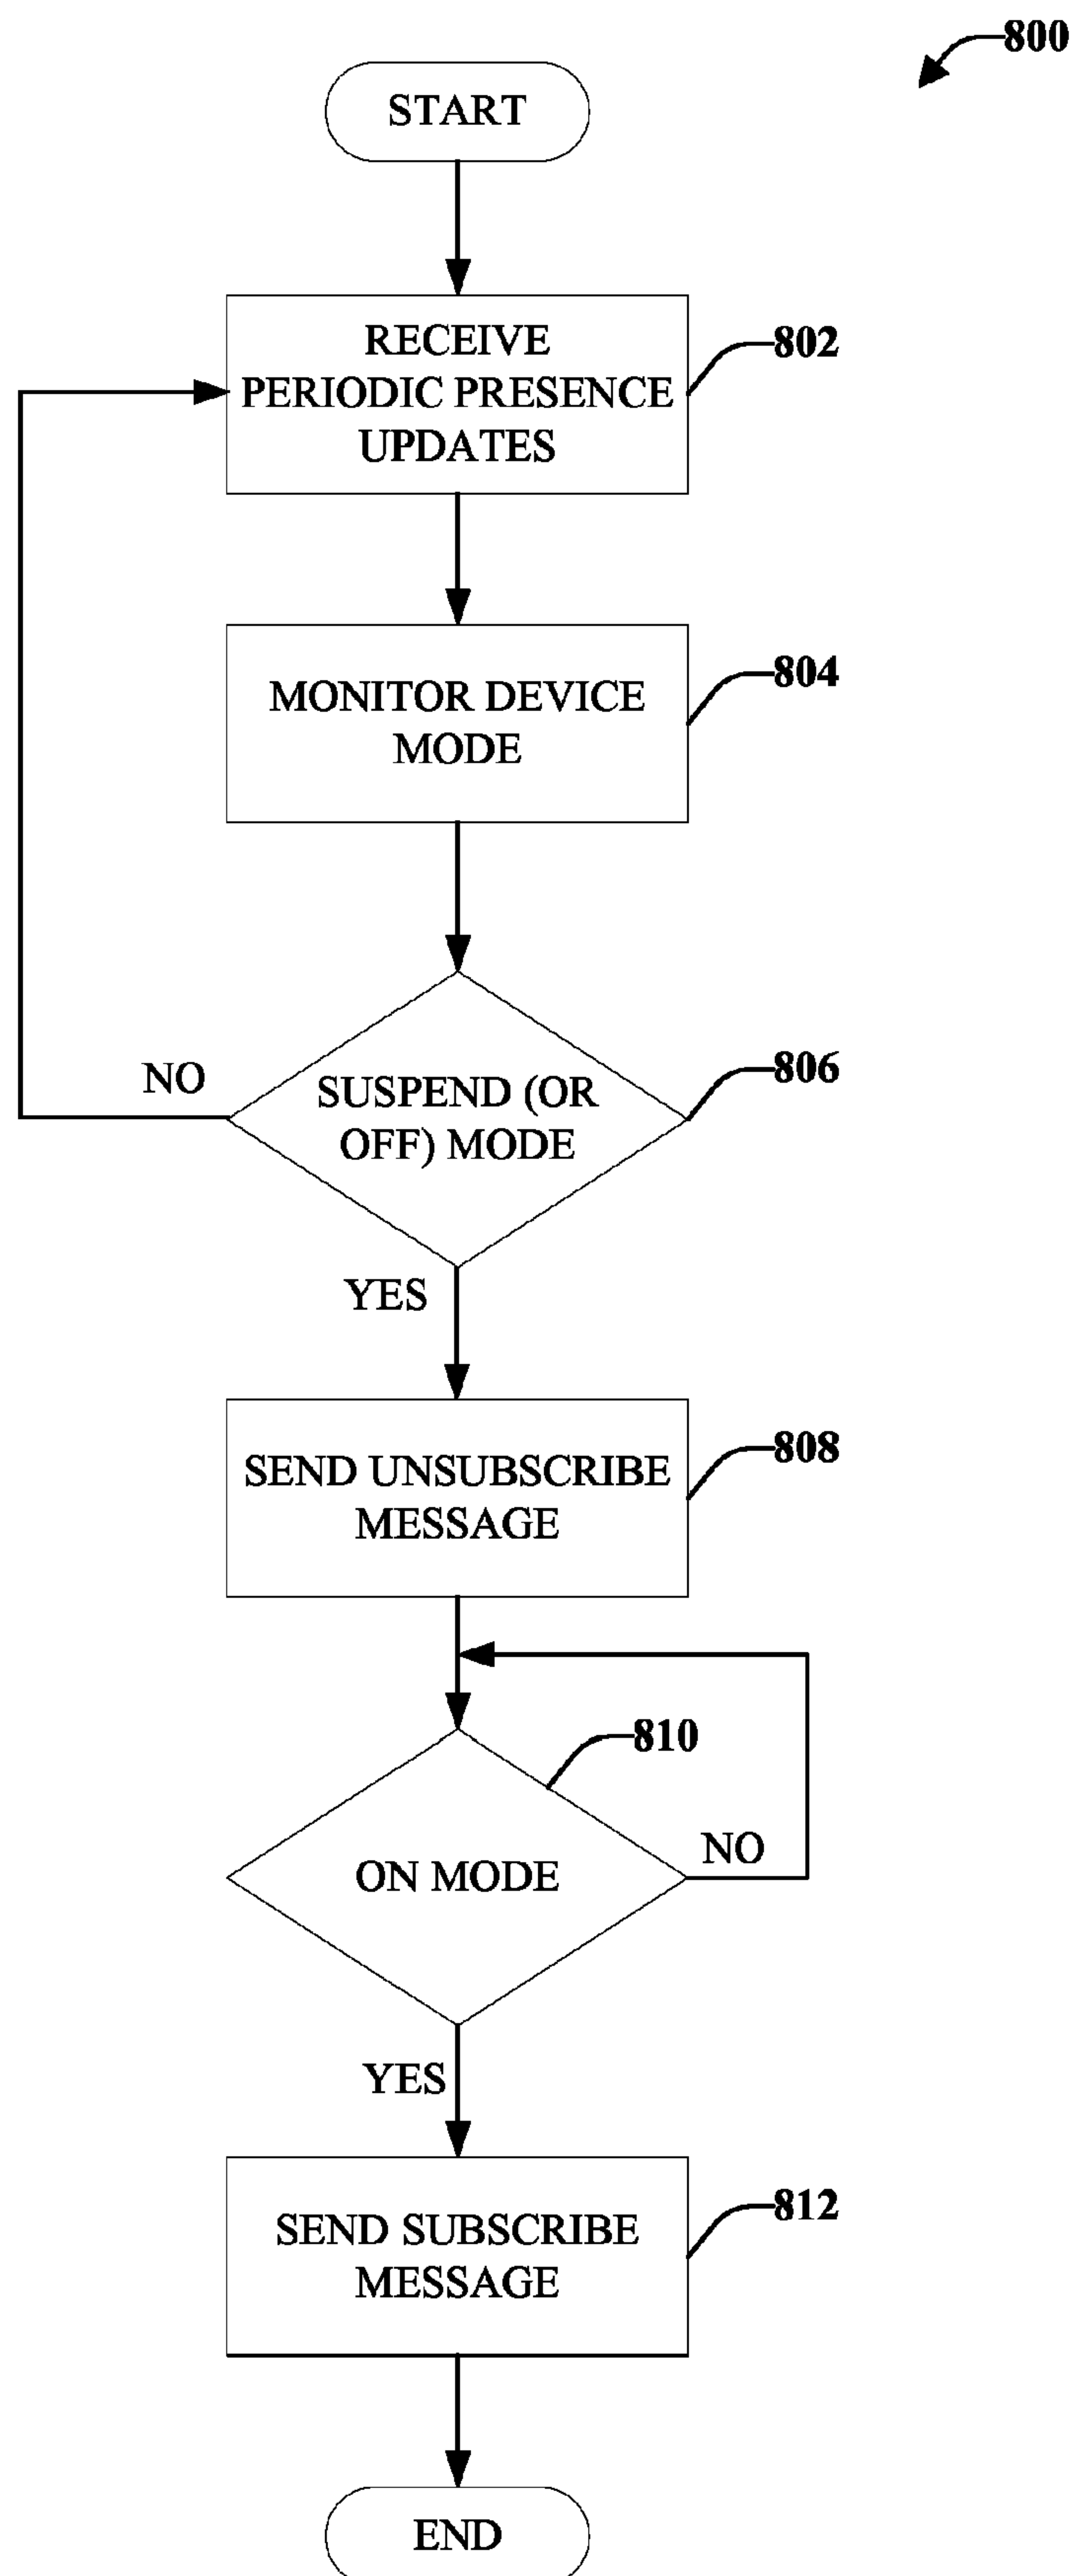 800
START
RECEIVE
PERIODIC PRESENCE
UPDATES
802
MONITOR DEVICE
MODE
804
NO
SUSPEND (OR
OFF) MODE
806
YES
SEND UNSUBSCRIBE
MESSAGE
808
810
ON MODE
NO
YES
SEND SUBSCRIBE
MESSAGE
812
END